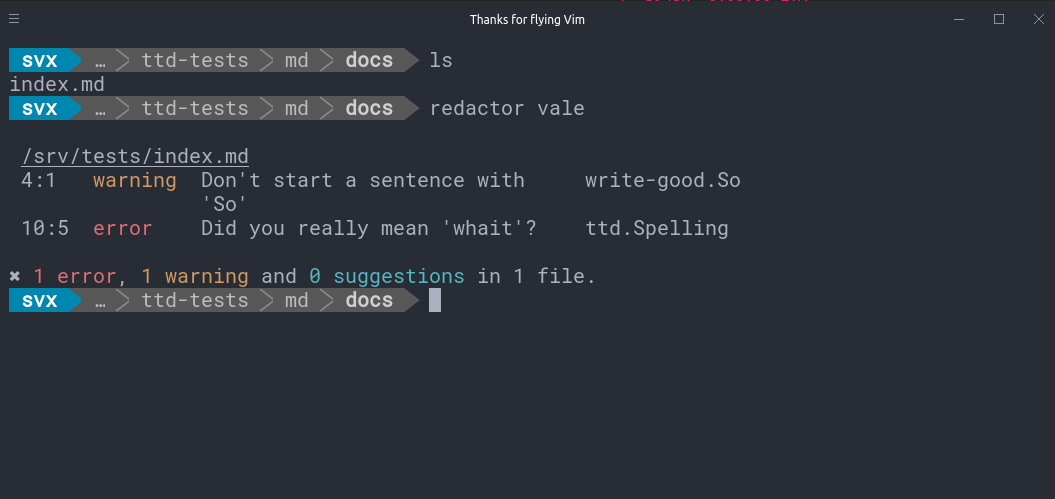 Thanks for flying Vim
svx … ttd-tests md docs ls
index.md
svx … ttd-tests md docs redactor vale
/srv/tests/index.md
4:1 warning Don't start a sentence with write-good.So
'So'
10:5 error Did you really mean 'whait'? ttd.Spelling
✖ 1 error, 1 warning and 0 suggestions in 1 file.
svx … ttd-tests md docs